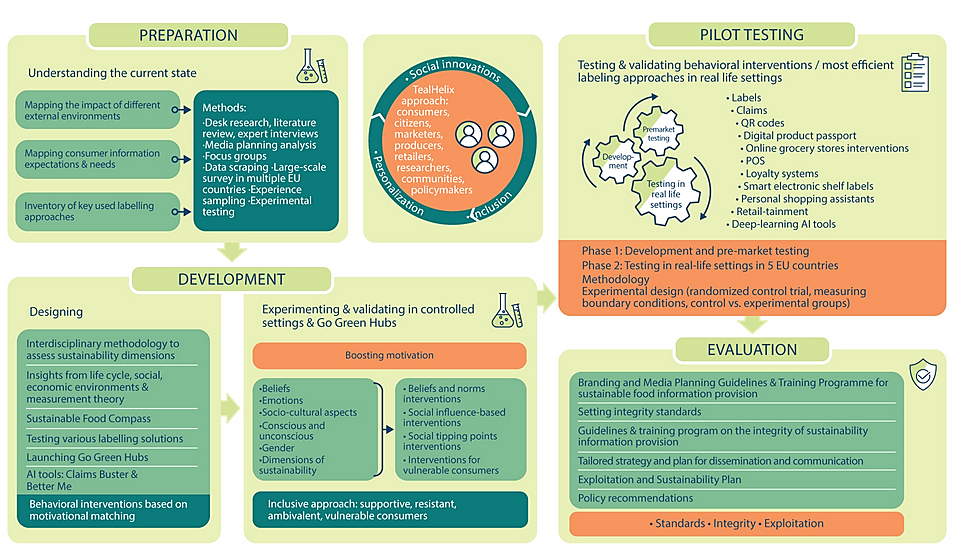 PREPARATION
Understanding the current state
Mapping the impact of different
external environments
Mapping consumer information
expectations & needs
Inventory of key used labelling
approaches
Methods:
·Desk research, literature
review, expert interviews
·Media planning analysis
·Focus groups
·Data scraping ·Large-scale
survey in multiple EU
countries ·Experience
sampling ·Experimental
testing
• Social innovations
• Personalization
• Inclusion
TealHelix
approach:
consumers,
citizens,
marketers,
producers,
retailers,
researchers,
communities,
policymakers
PILOT TESTING
Testing & validating behavioral interventions / most efficient
labeling approaches in real life settings
Premarket
testing
Develop-
ment
Testing in
real life
settings
• Labels
• Claims
• QR codes
• Digital product passport
• Online grocery stores interventions
• POS
• Loyalty systems
• Smart electronic shelf labels
• Personal shopping assistants
• Retail-tainment
• Deep-learning AI tools
Phase 1: Development and pre-market testing
Phase 2: Testing in real-life settings in 5 EU countries
Methodology
Experimental design (randomized control trial, measuring
boundary conditions, control vs. experimental groups)
DEVELOPMENT
Designing
Interdisciplinary methodology to
assess sustainability dimensions
Insights from life cycle, social,
economic environments &
measurement theory
Sustainable Food Compass
Testing various labelling solutions
Launching Go Green Hubs
AI tools: Claims Buster &
Better Me
Behavioral interventions based on
motivational matching
Experimenting & validating in controlled
settings & Go Green Hubs
Boosting motivation
•Beliefs
•Emotions
•Socio-cultural aspects
•Conscious and
unconscious
•Gender
•Dimensions of
sustainability
• Beliefs and norms
interventions
• Social influence-based
interventions
• Social tipping points
interventions
• Interventions for
vulnerable consumers
Inclusive approach: supportive, resistant,
ambivalent, vulnerable consumers
EVALUATION
Branding and Media Planning Guidelines & Training Programme for
sustainable food information provision
Setting integrity standards
Guidelines & training program on the integrity of sustainability
information provision
Tailored strategy and plan for dissemination and communication
Exploitation and Sustainability Plan
Policy recommendations
• Standards • Integrity • Exploitation